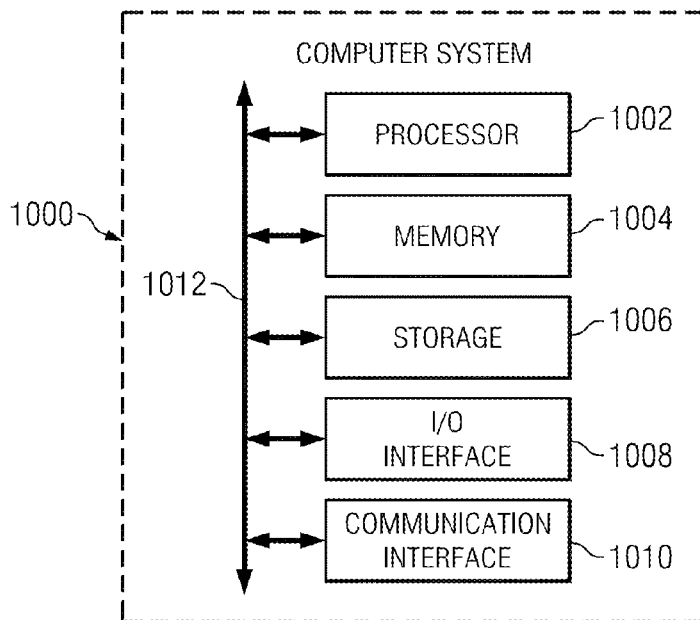 COMPUTER SYSTEM
PROCESSOR
1002
MEMORY
1004
1000
1012
STORAGE
1006
I/O
INTERFACE
1008
COMMUNICATION
INTERFACE
1010